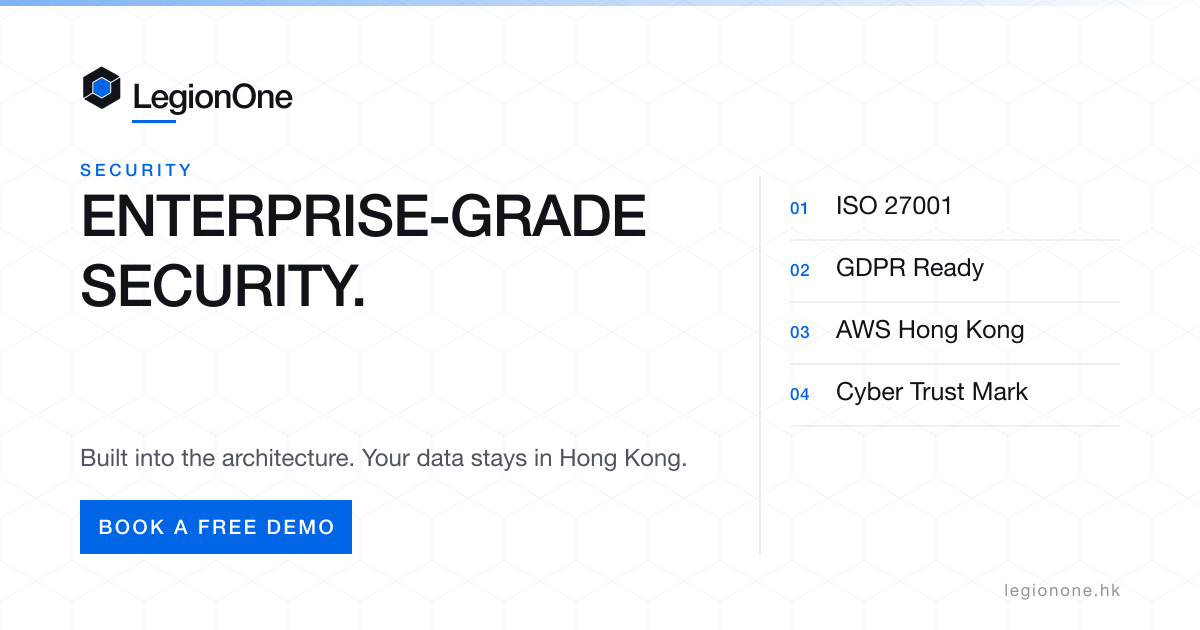 LegionOne
SECURITY
ENTERPRISE-GRADE
SECURITY.
Built into the architecture. Your data stays in Hong Kong.
BOOK A FREE DEMO
01 ISO 27001
02 GDPR Ready
03 AWS Hong Kong
04 Cyber Trust Mark
legionone.hk